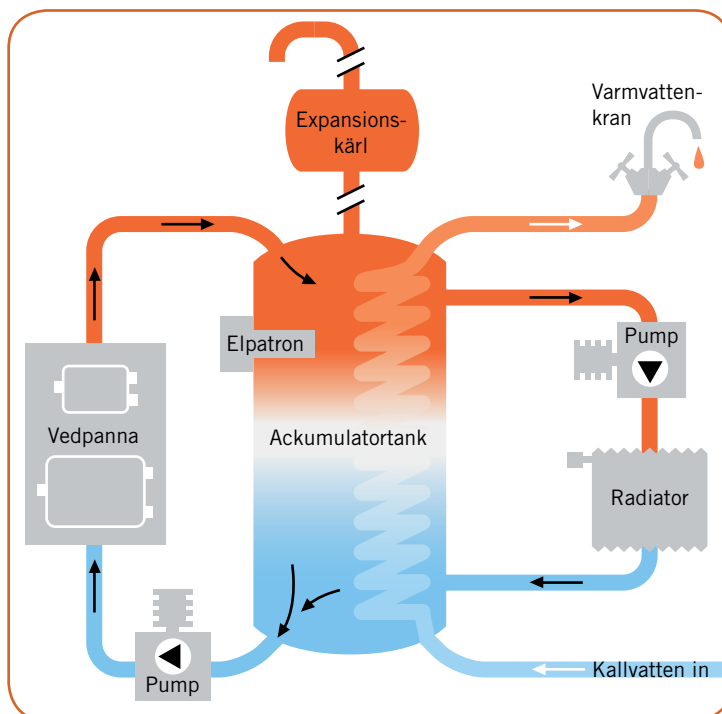 Varmvatten-
kran
Expansions-
kärl
Elpatron
Pump
Vedpanna
Ackumulatortank
Radiator
Kallvatten in
Pump